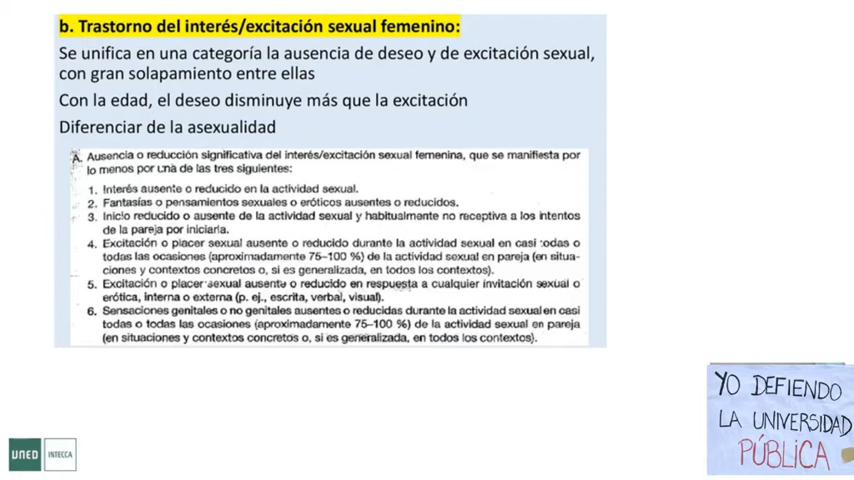 b. Trastorno del interés/excitación sexual femenino:
Se unifica en una categoría la ausencia de deseo y de excitación sexual,
con gran solapamiento entre ellas
Con la edad, el deseo disminuye más que la excitación
Diferenciar de la asexualidad
A. Ausencia o reducción significativa del interés/excitación sexual femenina, que se manifiesta por
lo menos por una de las tres siguientes:
1. Interés ausente o reducido en la actividad sexual.
2. Fantasías o pensamientos sexuales o eróticos ausentes o reducidos.
3. Inicio reducido o ausente de la actividad sexual y habitualmente no receptiva a los intentos
de la pareja por iniciarla.
4. Excitación o placer sexual ausente o reducido durante la actividad sexual en casi todas o
todas las ocasiones (aproximadamente 75-100 %) de la actividad sexual en pareja (en situa-
ciones y contextos concretos o, si es generalizada, en todos los contextos).
5. Excitación o placer sexual ausente o reducido en respuesta a cualquier invitación sexual o
erótica, interna o externa (p. ej., escrita, verbal, visual).
6. Sensaciones genitales o no genitales ausentes o reducidas durante la actividad sexual en casi
todas o todas las ocasiones (aproximadamente 75-100 %) de la actividad sexual en pareja
(en situaciones y contextos concretos o, si es generalizada, en todos los contextos).
YO DEFIENDO
LA UNIVERSIDAD
PÚBLICA
UNED INTECCA